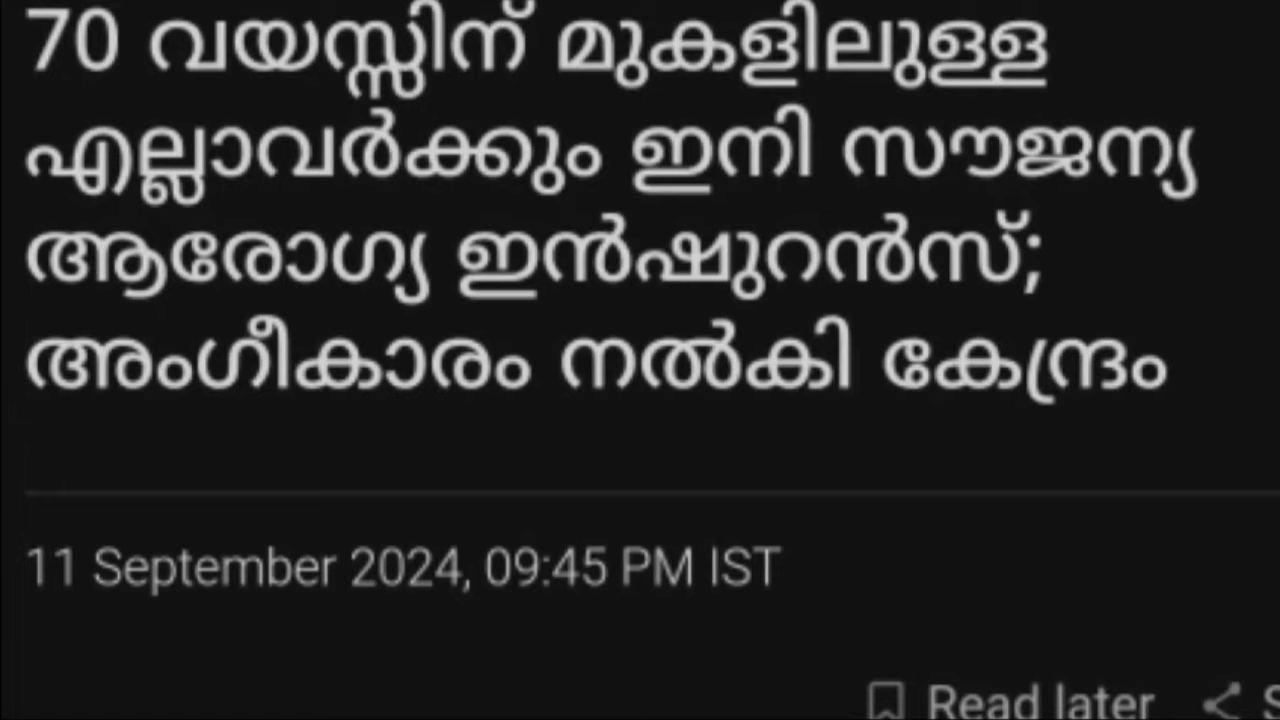 70 വയസ്സിന് മുകളിലുള്ള
എല്ലാവർക്കും ഇനി സൗജന്യ
ആരോഗ്യ ഇൻഷുറൻസ്;
അംഗീകാരം നൽകി കേന്ദ്രം
11 September 2024, 09:45 PM IST
Read later